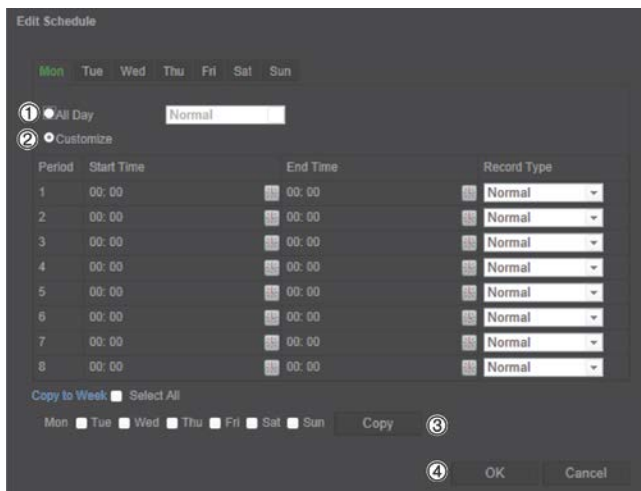 Edit Schedule
Mon Tue Wed Thu Fri Sat Sun
① All Day Normal
② Customize
Period Start Time End Time Record Type
1 00: 00 00: 00 Normal
2 00: 00 00: 00 Normal
3 00: 00 00: 00 Normal
4 00: 00 00: 00 Normal
5 00: 00 00: 00 Normal
6 00: 00 00: 00 Normal
7 00: 00 00: 00 Normal
8 00: 00 00: 00 Normal
Copy to Week Select All
Mon Tue Wed Thu Fri Sat Sun Copy ③
④ OK Cancel